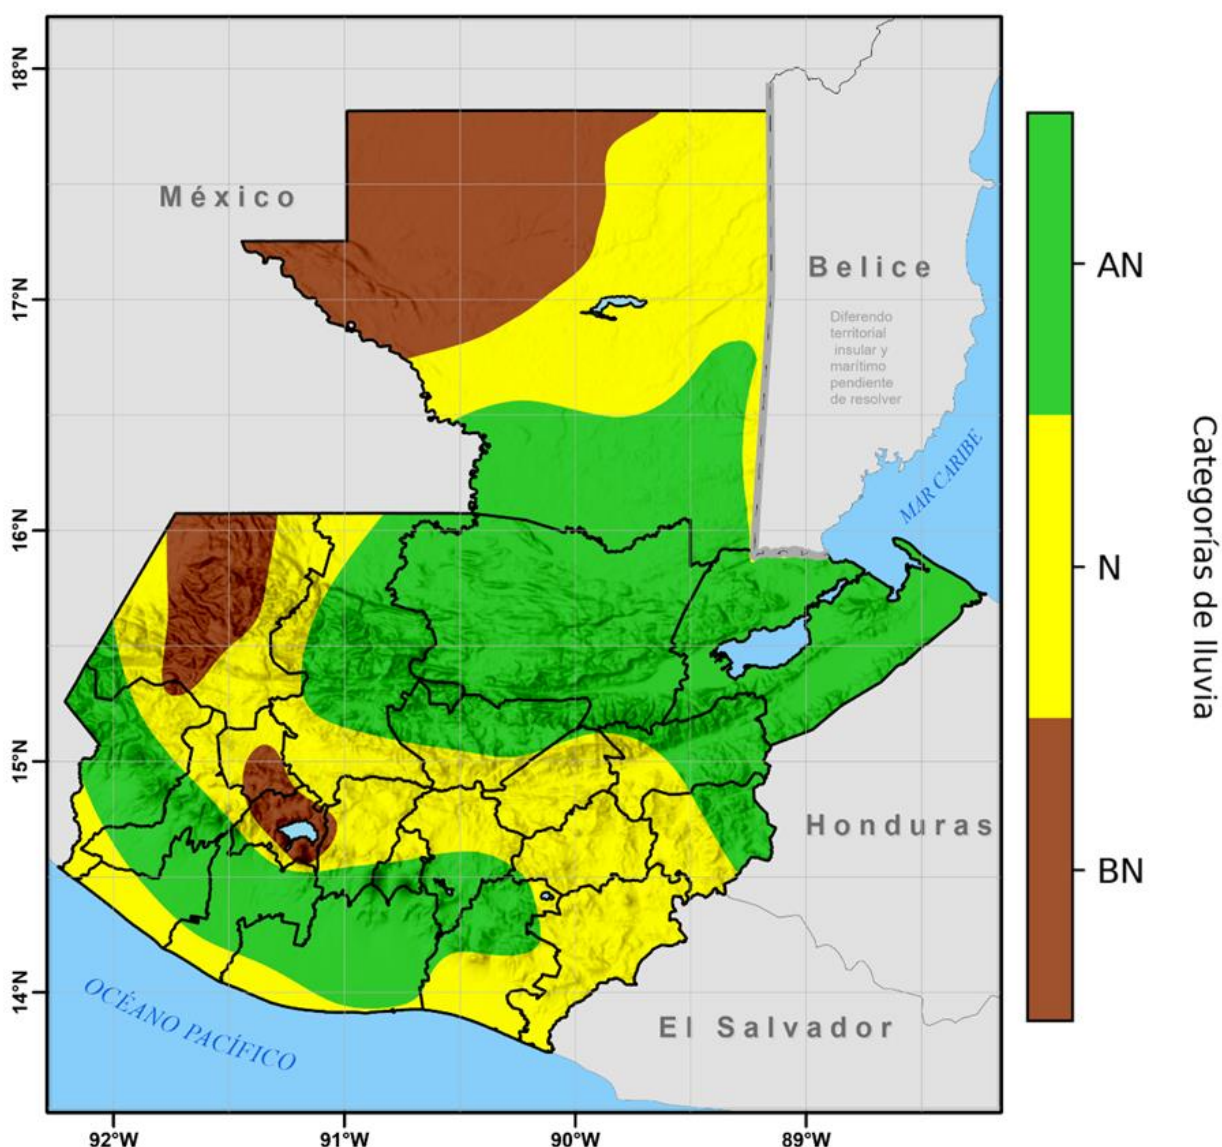 18°N
17°N
16°N
15°N
14°N
92°W
91°W
90°W
89°W
México
Belice
Diferendo
territorial
insular y
marítimo
pendiente
de resolver
MAR CARIBE
Honduras
El Salvador
OCÉANO PACÍFICO
AN
N
BN
Categorías de lluvia